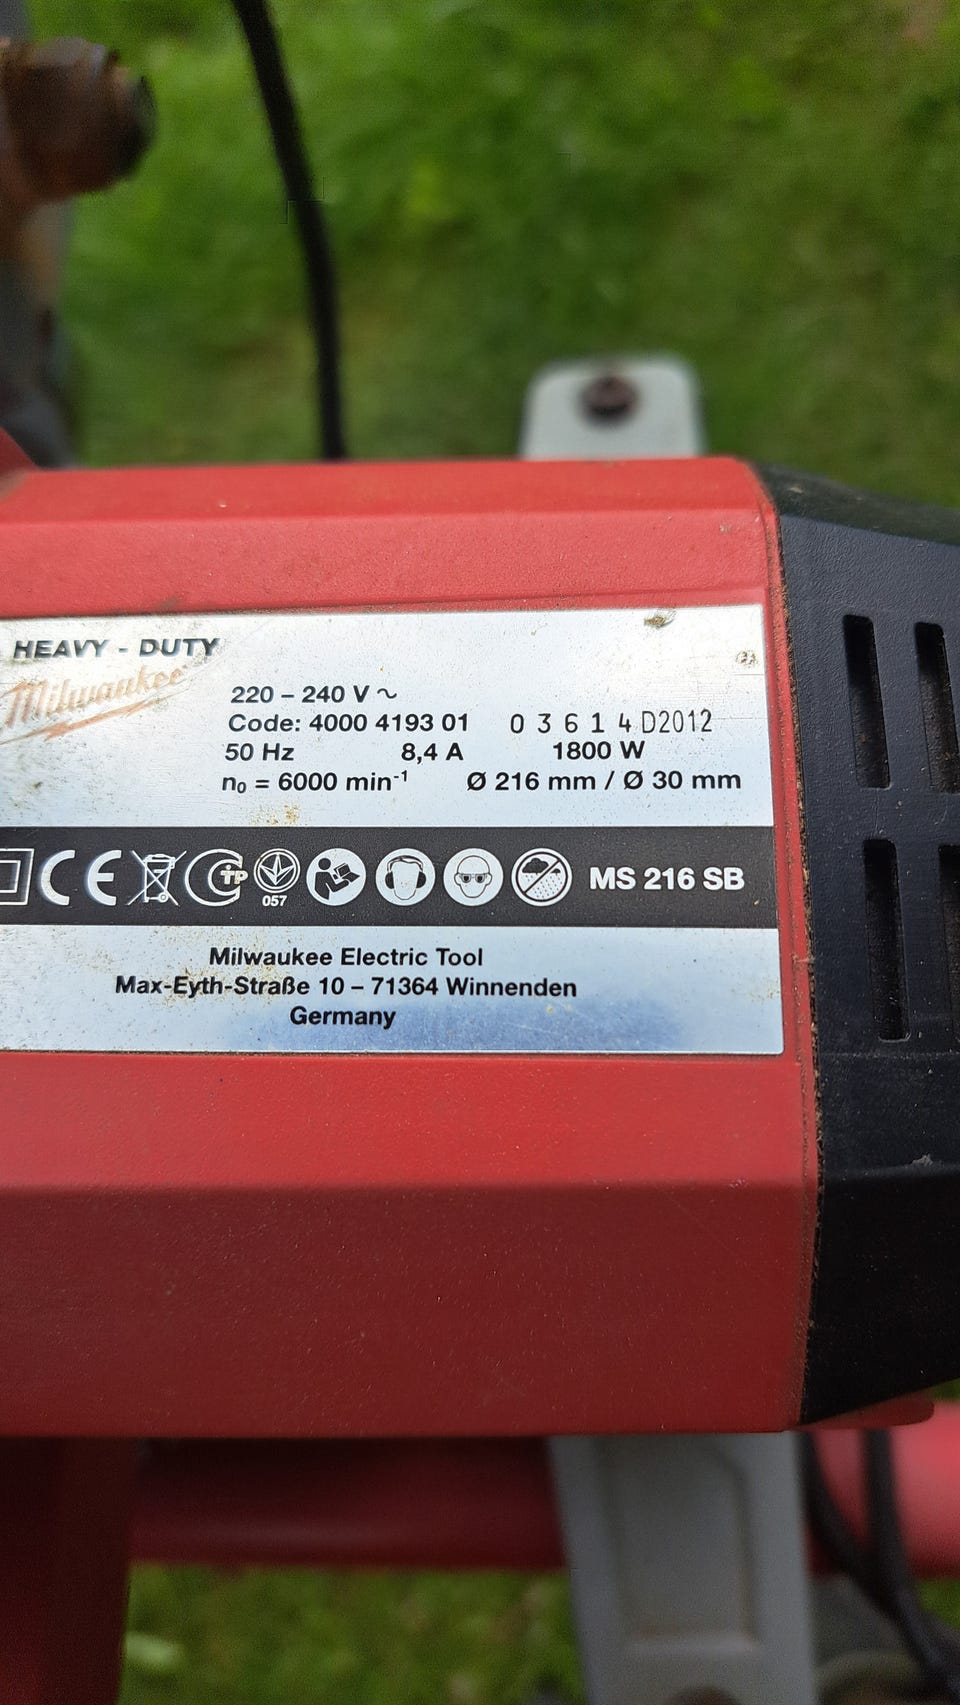 HEAVY - DUTY
Milwaukee
220 – 240 V ~
Code: 4000 4193 01 0 3 6 1 4 D2012
50 Hz 8,4 A 1800 W
n₀ = 6000 min⁻¹ Ø 216 mm / Ø 30 mm
CE TP 057 MS 216 SB
Milwaukee Electric Tool
Max-Eyth-Straße 10 – 71364 Winnenden
Germany